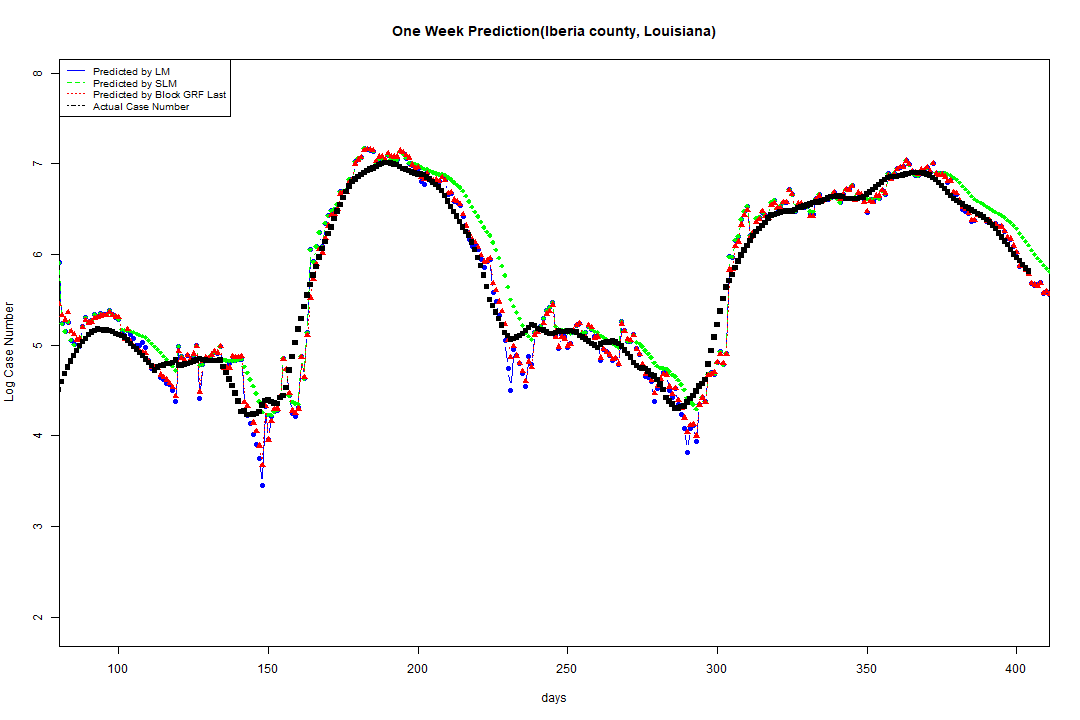 One Week Prediction(Iberia county, Louisiana)
Predicted by LM
Predicted by SLM
Predicted by Block GRF Last
Actual Case Number
8
7
6
5
4
3
2
Log Case Number
100 150 200 250 300 350 400
days